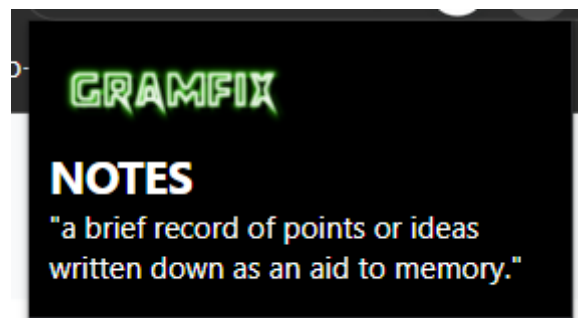 GRAMFIX
NOTES
"a brief record of points or ideas
written down as an aid to memory."